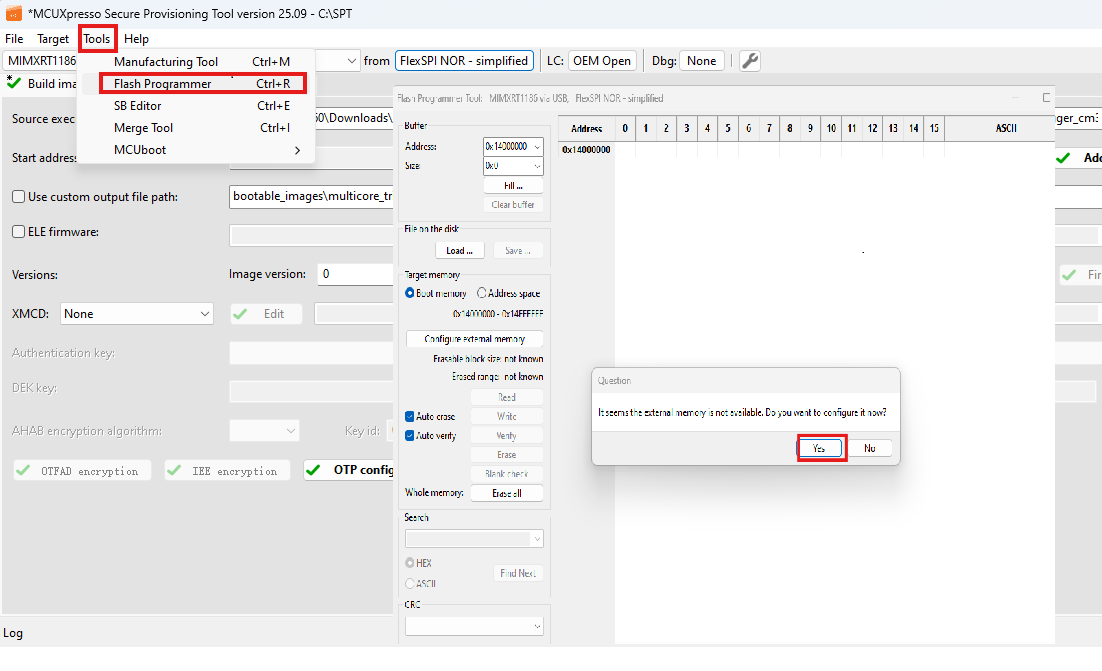 *MCUXpresso Secure Provisioning Tool version 25.09 - C:\SPT
File Target Tools Help
MIMXRT1186 from FlexSPI NOR - simplified LC: OEM Open Dbg: None
Manufacturing Tool Ctrl+M
Flash Programmer Ctrl+R
SB Editor Ctrl+E
Merge Tool Ctrl+I
MCUboot
* Build ima
Source exec
50\Downloads\
ger_cm3
Start address
Add
Use custom output file path: bootable_images\multicore_tr
ELE firmware:
Versions: Image version: 0
Fir
XMCD: None Edit
Authentication key:
DEK key:
AHAB encryption algorithm: Key id:
OTFAD encryption IEE encryption OTP config
Log
Flash Programmer Tool: MIMXRT1186 via USB, FlexSPI NOR - simplified
Buffer
Address: 0x14000000
Size: 0x0
Fill ...
Clear buffer
File on the disk
Load ... Save ...
Target memory
Boot memory Address space
0x14000000 - 0x14FFFFFF
Configure external memory
Erasable block size: not known
Erased range: not known
Read
Auto erase Write
Auto verify Verify
Erase
Blank check
Whole memory: Erase all
Search
HEX
Find Next
ASCII
CRC
Address 0 1 2 3 4 5 6 7 8 9 10 11 12 13 14 15 ASCII
0x14000000
Question
It seems the external memory is not available. Do you want to configure it now?
Yes No